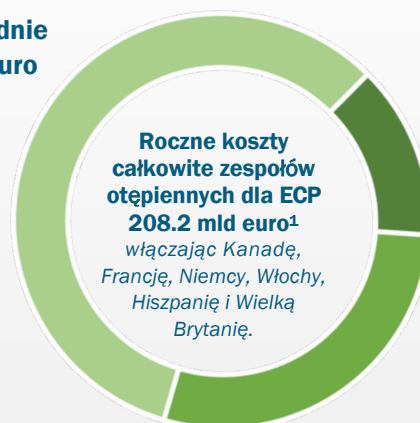 uro
Roczne koszty
całkowite zespołów
otępiennych dla ECP
208.2 mld euro¹
włączając Kanadę,
Francję, Niemcy, Włochy,
Hiszpanię i Wielką
Brytanię.